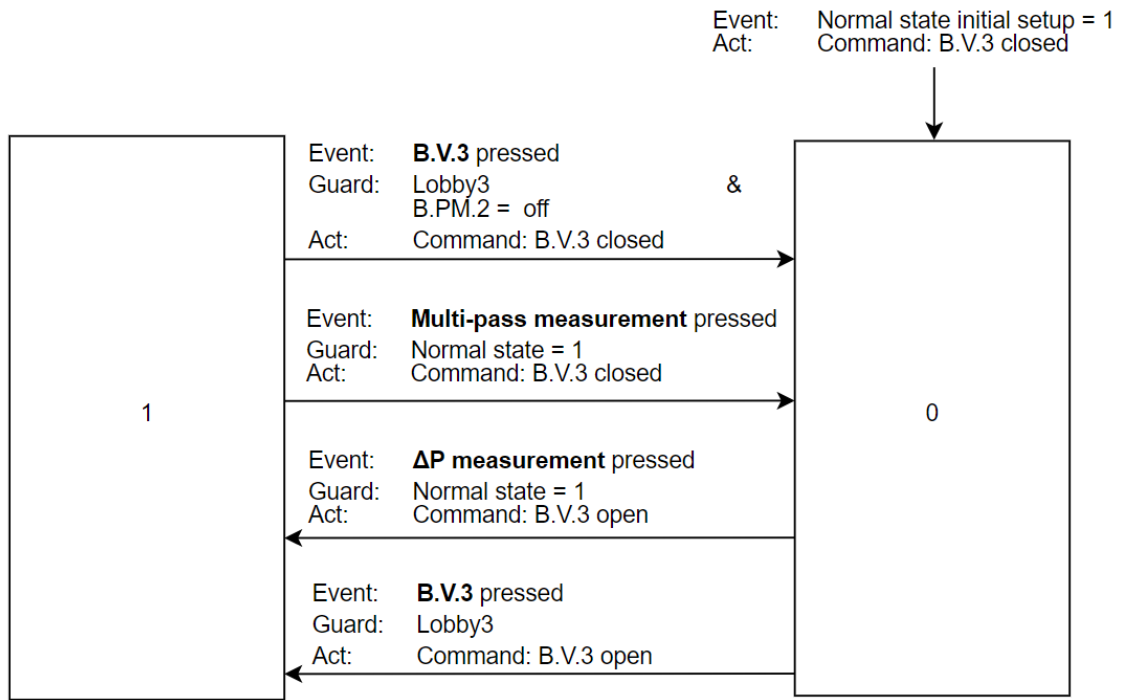 Event: Normal state initial setup = 1
Act: Command: B.V.3 closed
Event: B.V.3 pressed
Guard: Lobby3 &
B.PM.2 = off
Act: Command: B.V.3 closed
Event: Multi-pass measurement pressed
Guard: Normal state = 1
Act: Command: B.V.3 closed
1
0
Event: ΔP measurement pressed
Guard: Normal state = 1
Act: Command: B.V.3 open
Event: B.V.3 pressed
Guard: Lobby3
Act: Command: B.V.3 open